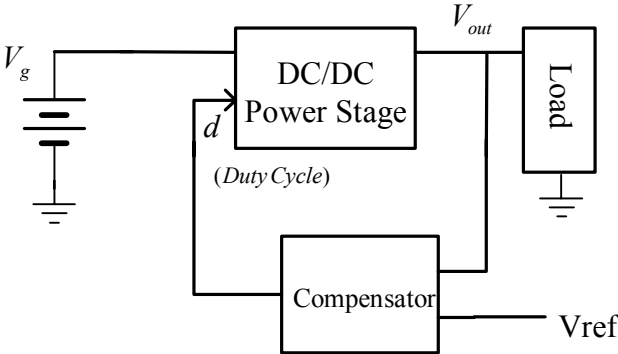 V_out
V_g
DC/DC
Power Stage
Load
d
(Duty Cycle)
Compensator
Vref